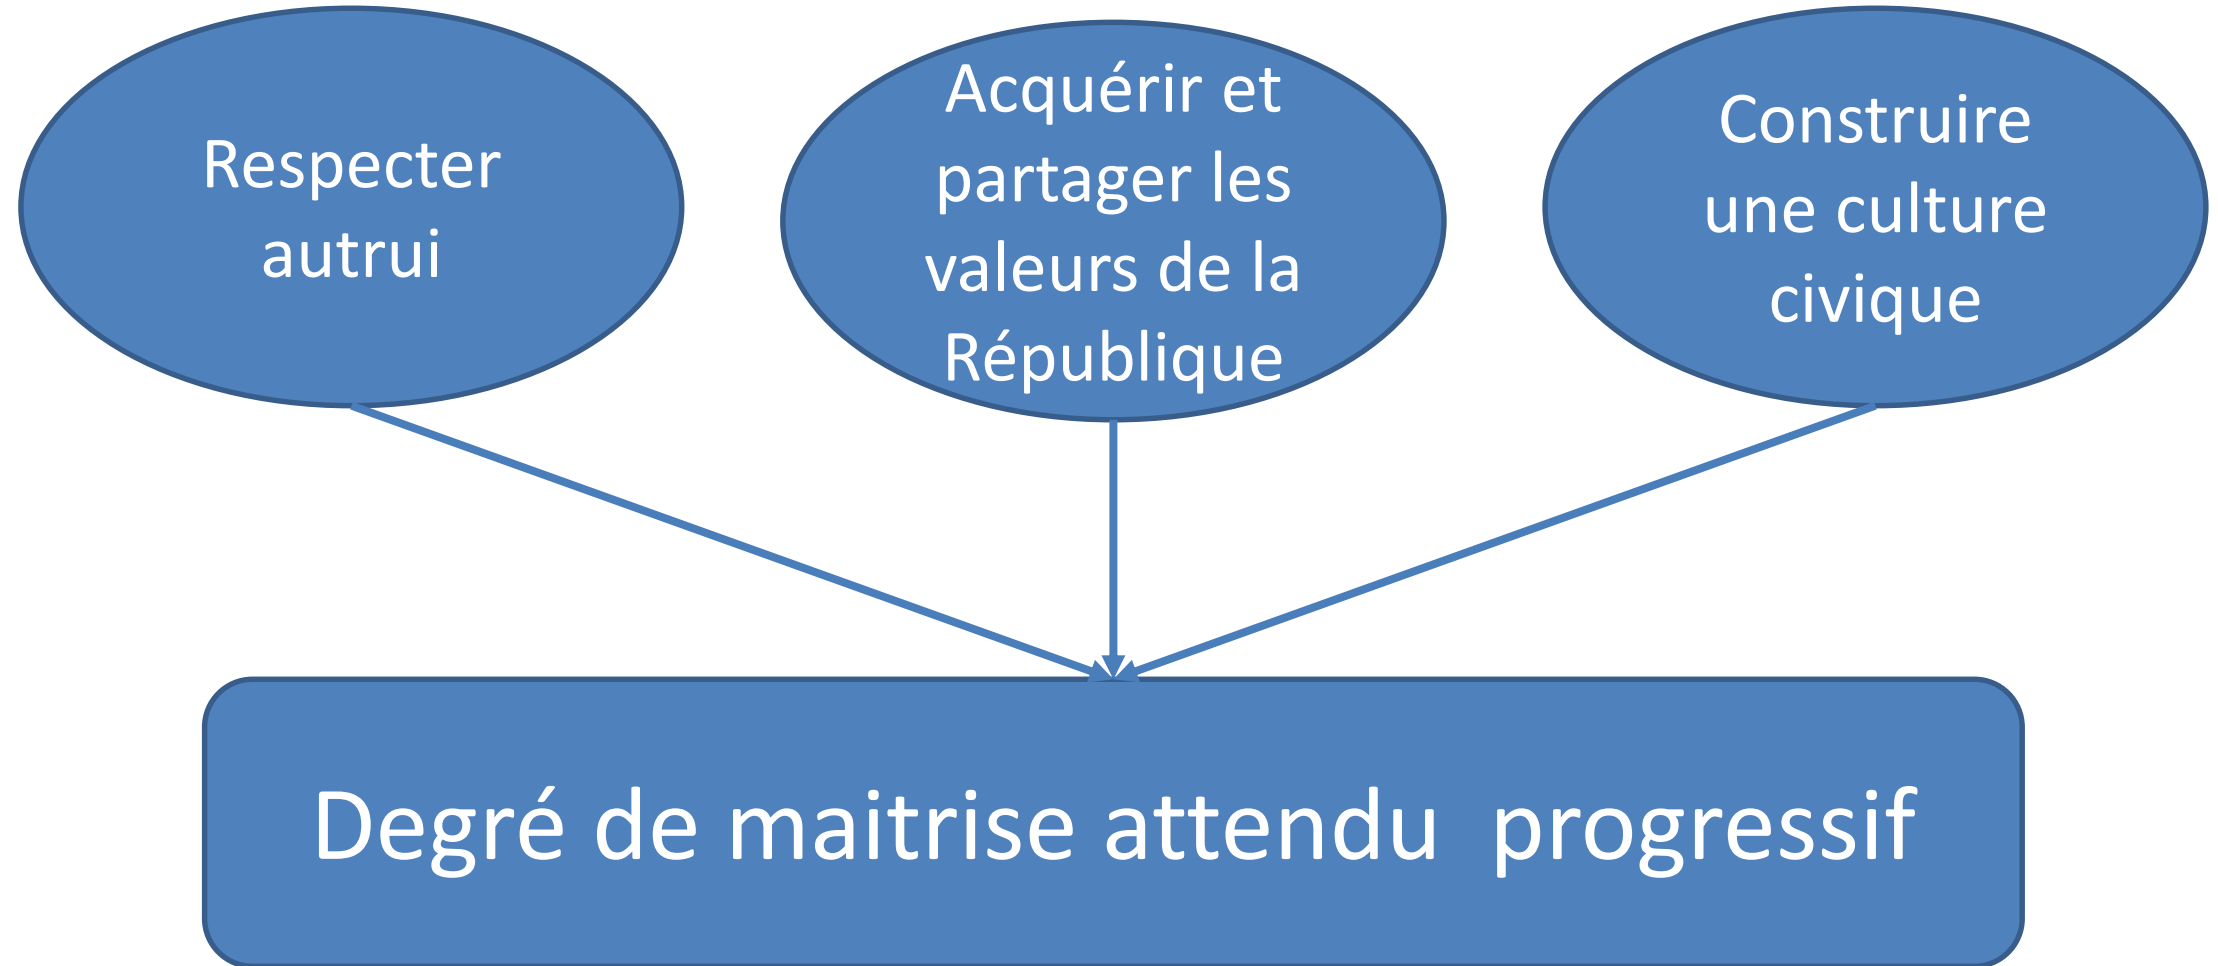 Respecter
autrui
Acquérir et
partager les
valeurs de la
République
Construire
une culture
civique
Degré de maitrise attendu  progressif